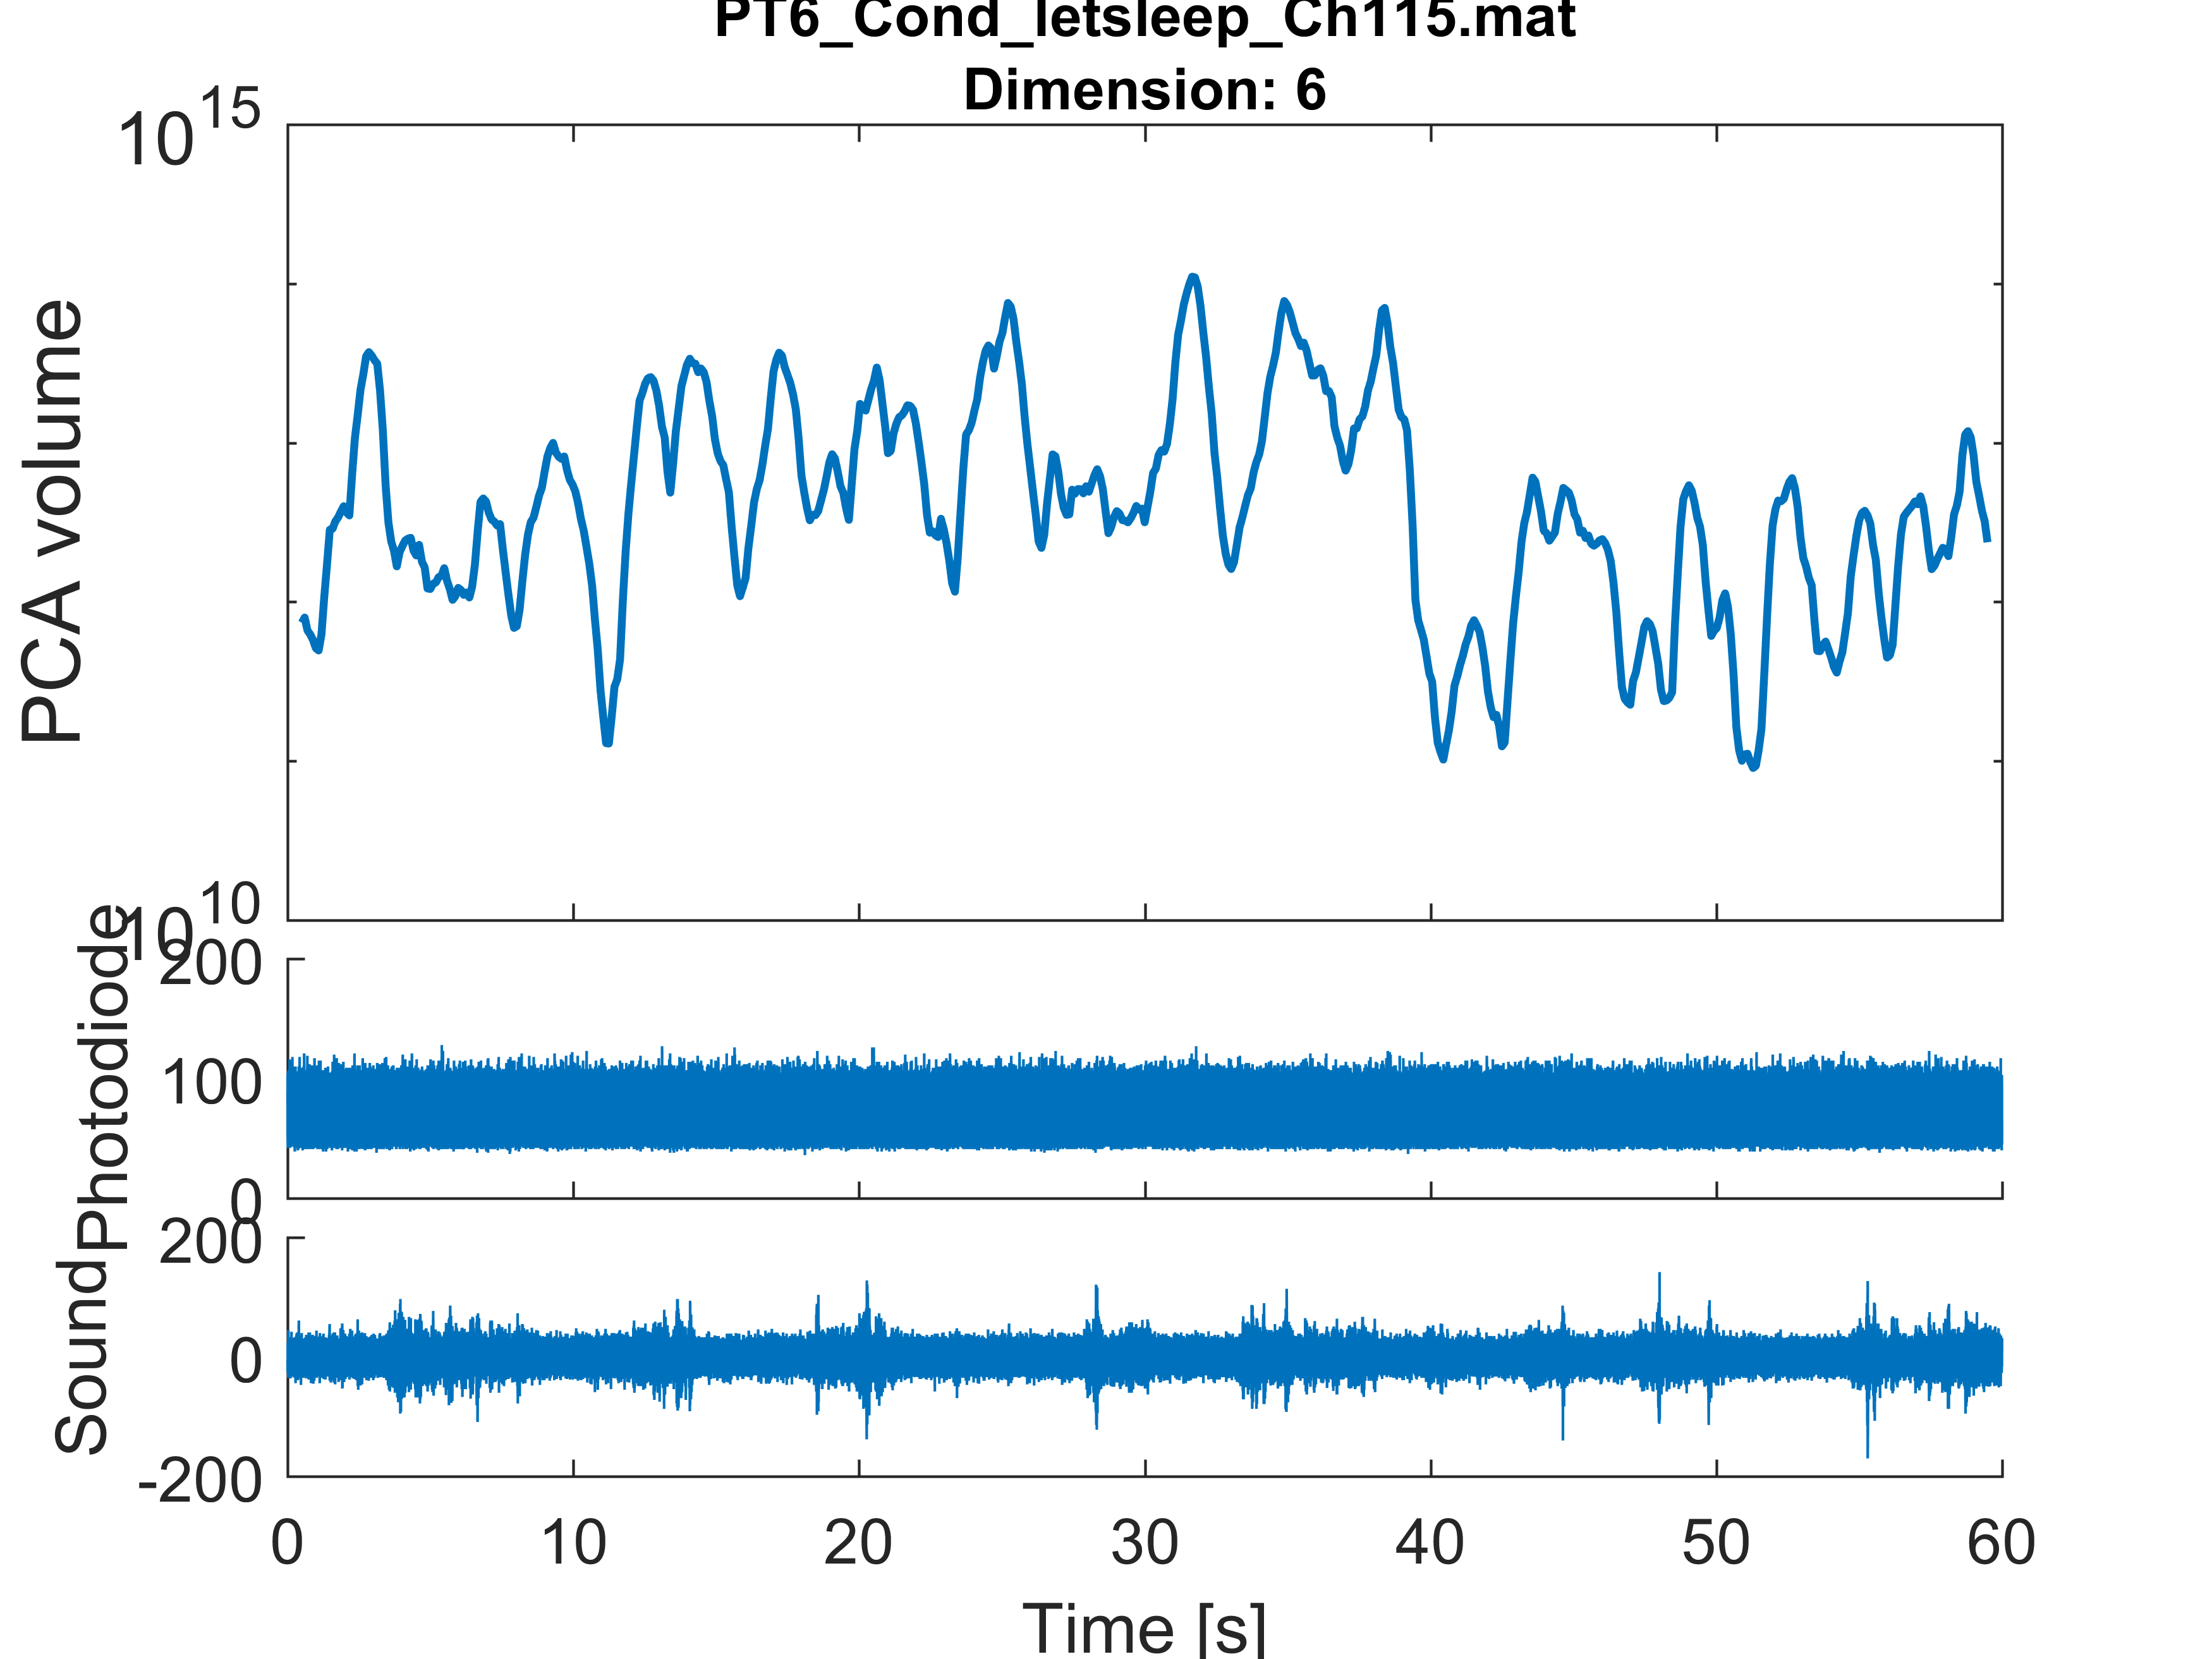 PT6_Cond_letsleep_Ch115.mat
Dimension: 6
10^15
PCA volume
10^10
200
100
0
Photodiode
200
0
-200
Sound
0 10 20 30 40 50 60
Time [s]